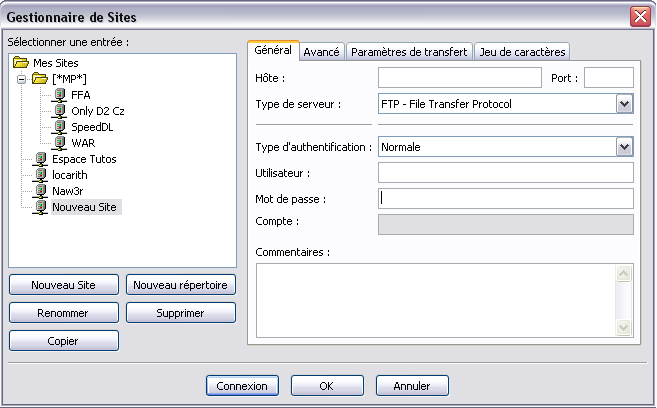 Gestionnaire de Sites
Sélectionner une entrée :
Mes Sites
[*MP*]
FFA
Only D2 Cz
SpeedDL
WAR
Espace Tutos
locarith
Naw3r
Nouveau Site
Nouveau Site
Nouveau répertoire
Renommer
Supprimer
Copier
Général
Avancé
Paramètres de transfert
Jeu de caractères
Hôte :
Port :
Type de serveur :
FTP - File Transfer Protocol
Type d'authentification :
Normale
Utilisateur :
Mot de passe :
Compte :
Commentaires :
Connexion
OK
Annuler